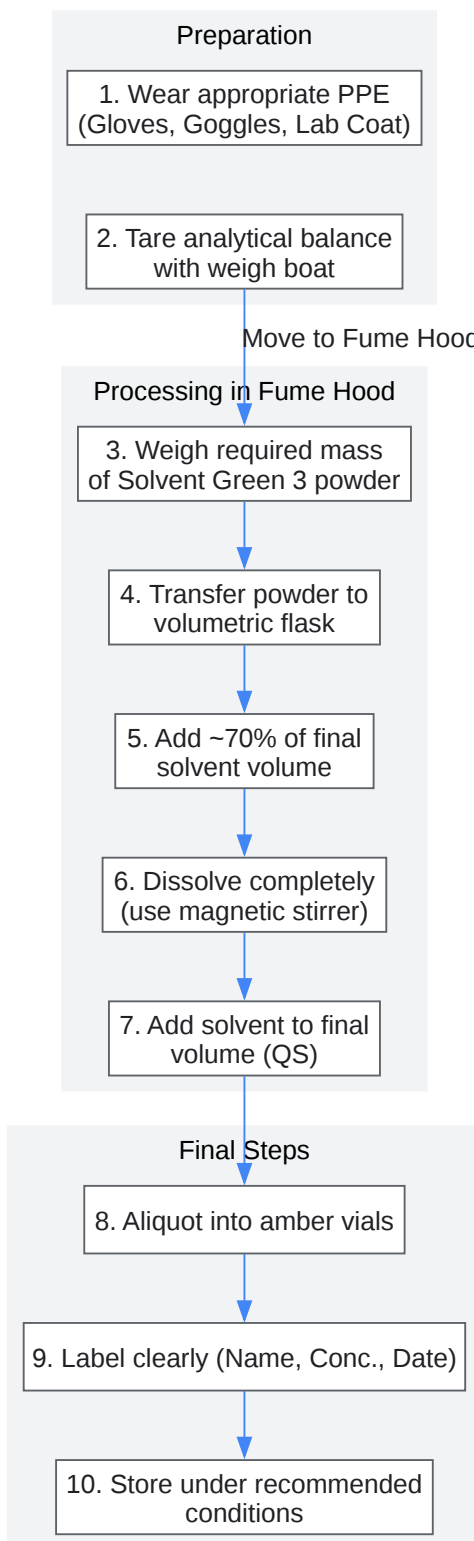 Preparation
1. Wear appropriate PPE
(Gloves, Goggles, Lab Coat)
2. Tare analytical balance
with weigh boat
Move to Fume Hood
Processing in Fume Hood
3. Weigh required mass
of Solvent Green 3 powder
4. Transfer powder to
volumetric flask
5. Add ~70% of final
solvent volume
6. Dissolve completely
(use magnetic stirrer)
7. Add solvent to final
volume (QS)
Final Steps
8. Aliquot into amber vials
9. Label clearly (Name, Conc., Date)
10. Store under recommended
conditions